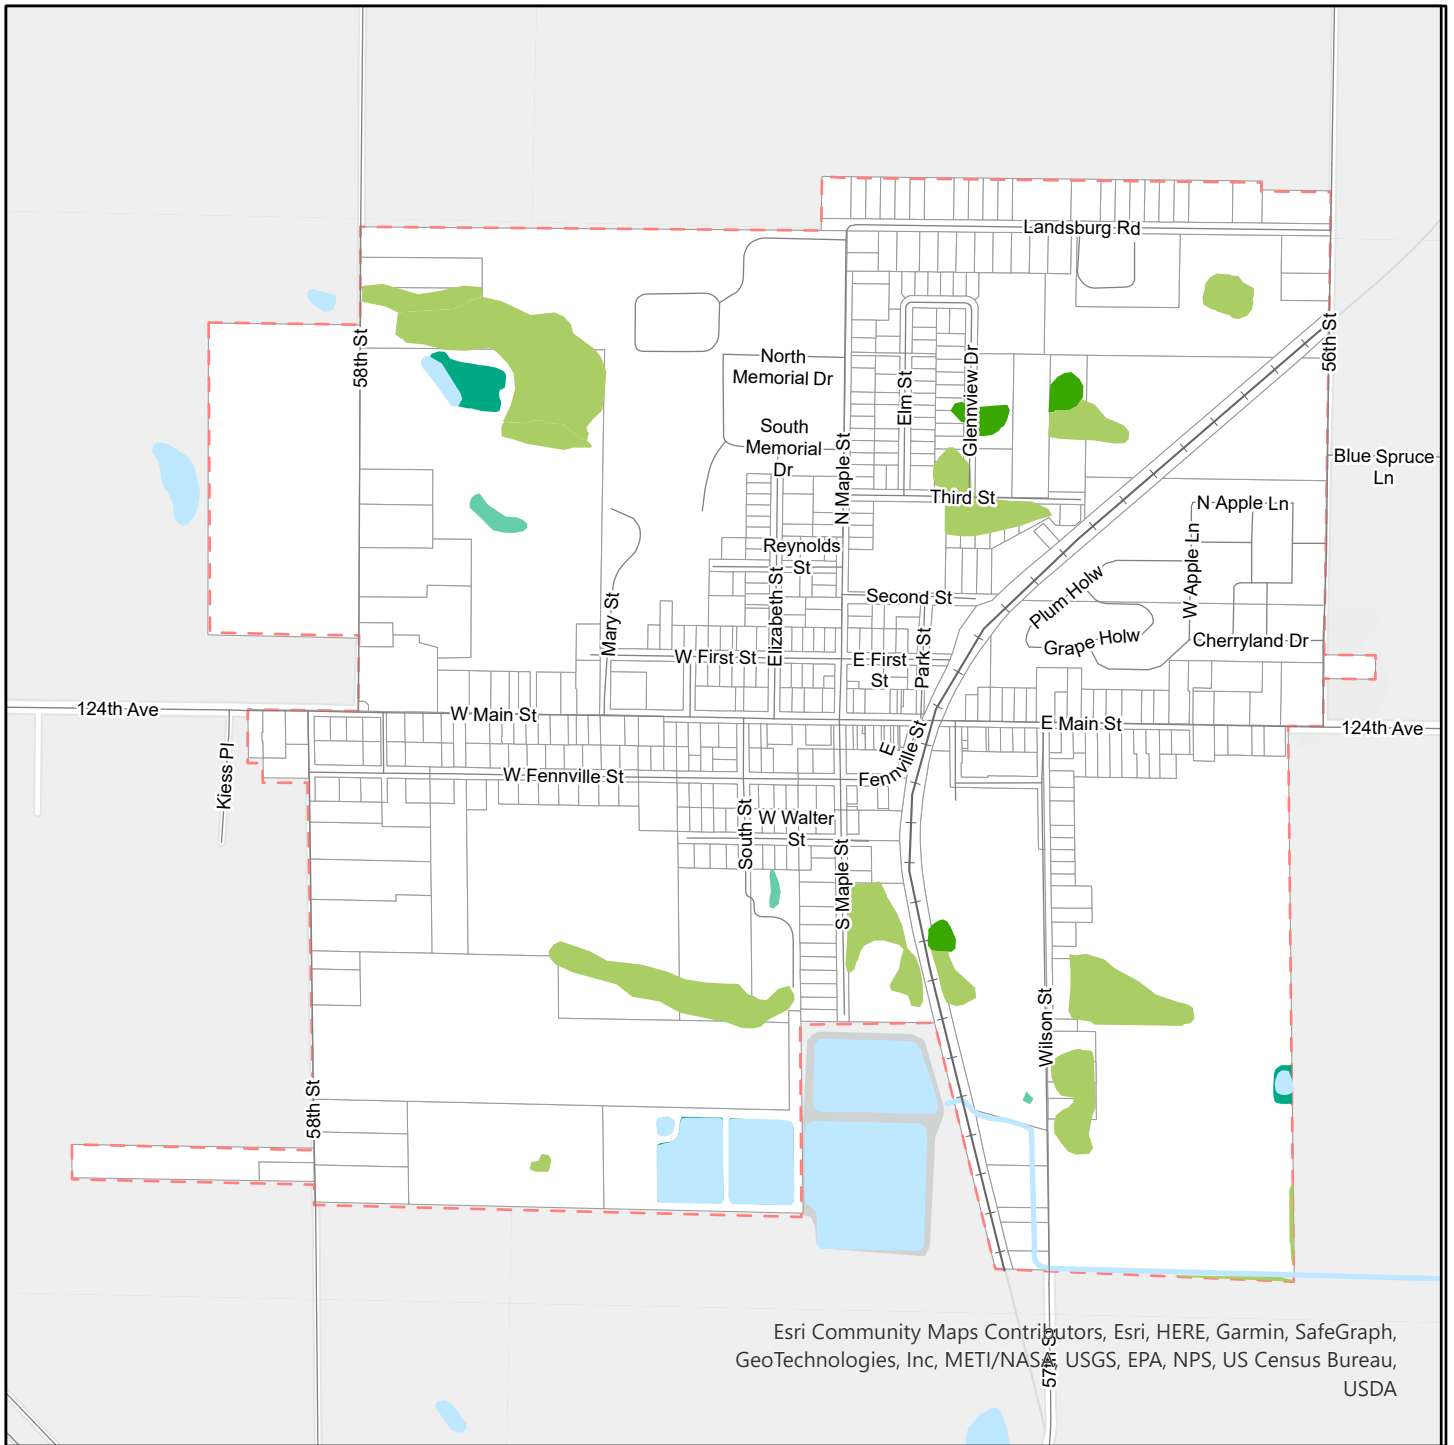 Landsburg Rd
58th St
North
Memorial Dr
56th St
Elm St
Glennview Dr
South
Memorial
Dr
N Maple St
Blue Spruce
Ln
Third St
N Apple Ln
Reynolds
St
W Apple Ln
Elizabeth St
Second St
Plum Holw
Mary St
Park St
Grape Holw
Cherryland Dr
W First St
E First
St
124th Ave
W Main St
E Main St
124th Ave
Kiess Pl
W Fennville St
E
Fennville St
South St
W Walter
St
S Maple St
Wilson St
58th St
57th St
Esri Community Maps Contributors, Esri, HERE, Garmin, SafeGraph,
GeoTechnologies, Inc, METI/NASA, USGS, EPA, NPS, US Census Bureau,
USDA